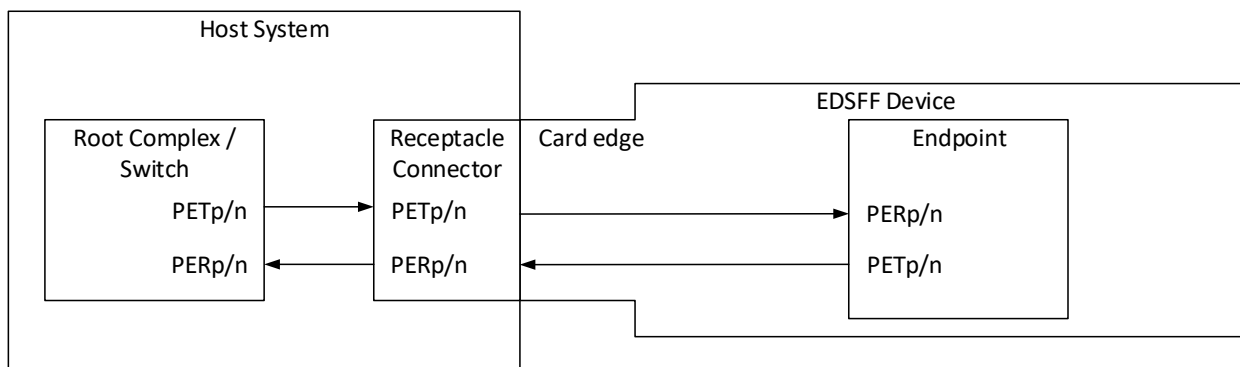 Host System
EDSFF Device
Root Complex /
Switch
PETp/n
PERp/n
Receptacle
Connector
PETp/n
PERp/n
Card edge
Endpoint
PERp/n
PETp/n